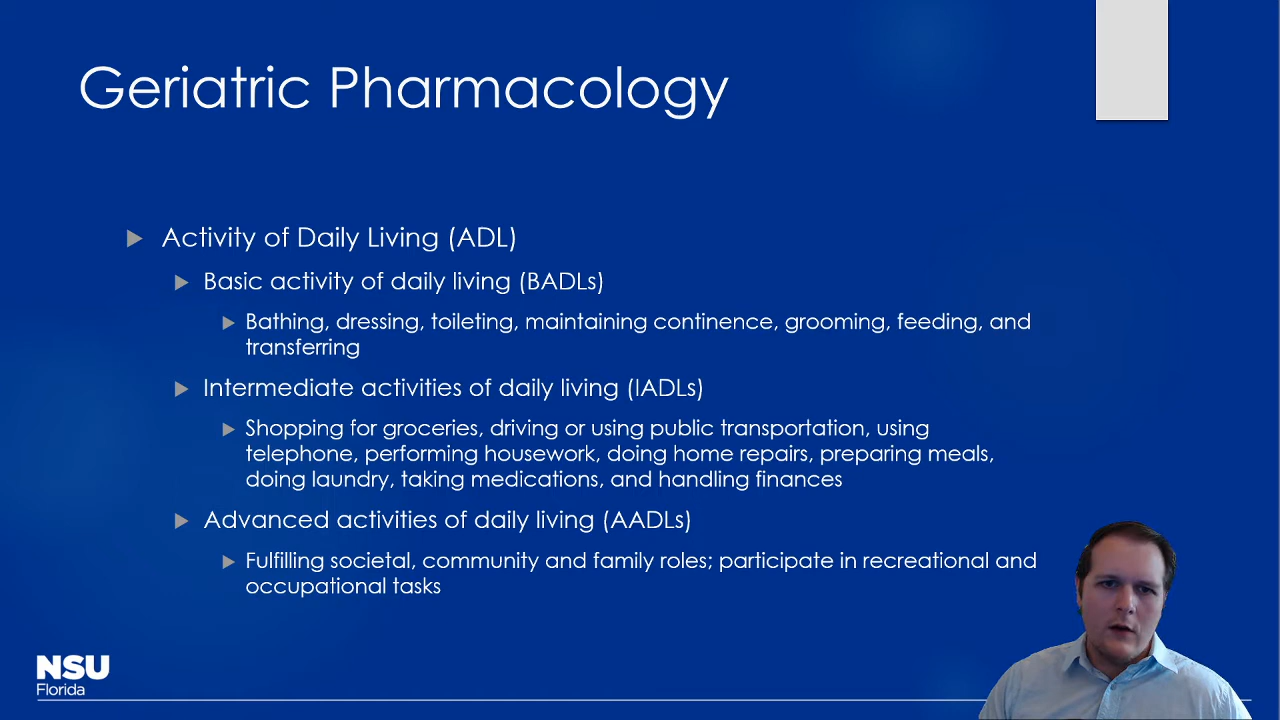 Geriatric Pharmacology
Activity of Daily Living (ADL)
Basic activity of daily living (BADLs)
Bathing, dressing, toileting, maintaining continence, grooming, feeding, and
transferring
Intermediate activities of daily living (IADLs)
Shopping for groceries, driving or using public transportation, using
telephone, performing housework, doing home repairs, preparing meals,
doing laundry, taking medications, and handling finances
Advanced activities of daily living (AADLs)
Fulfilling societal, community and family roles; participate in recreational and
occupational tasks
NSU
Florida